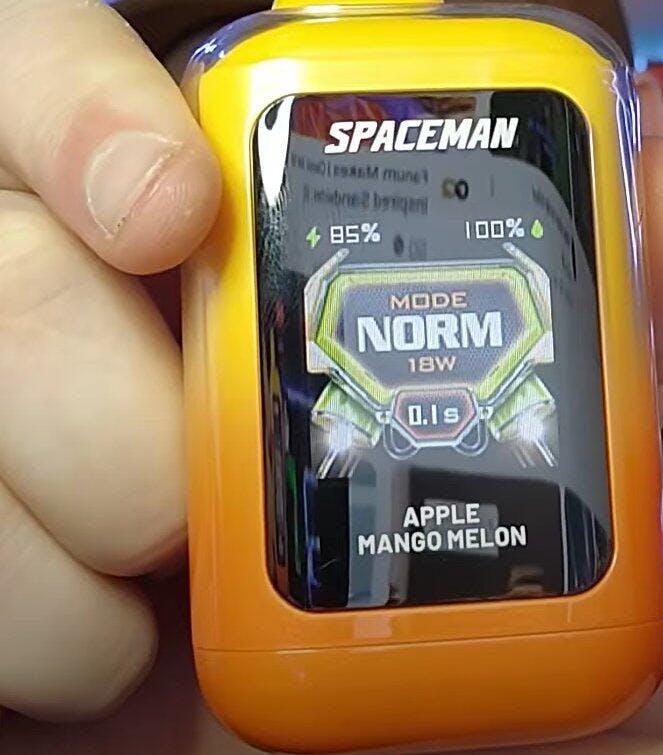 SPACEMAN
85% 100%
MODE
NORM
18W
0.1s
APPLE
MANGO MELON